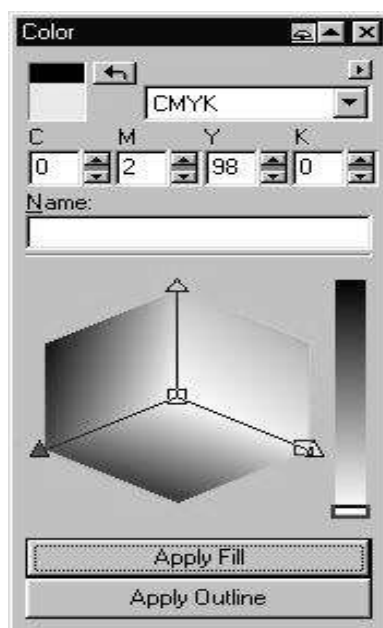 Color
CMYK
C M Y K
0 2 98 0
Name:
Apply Fill
Apply Outline